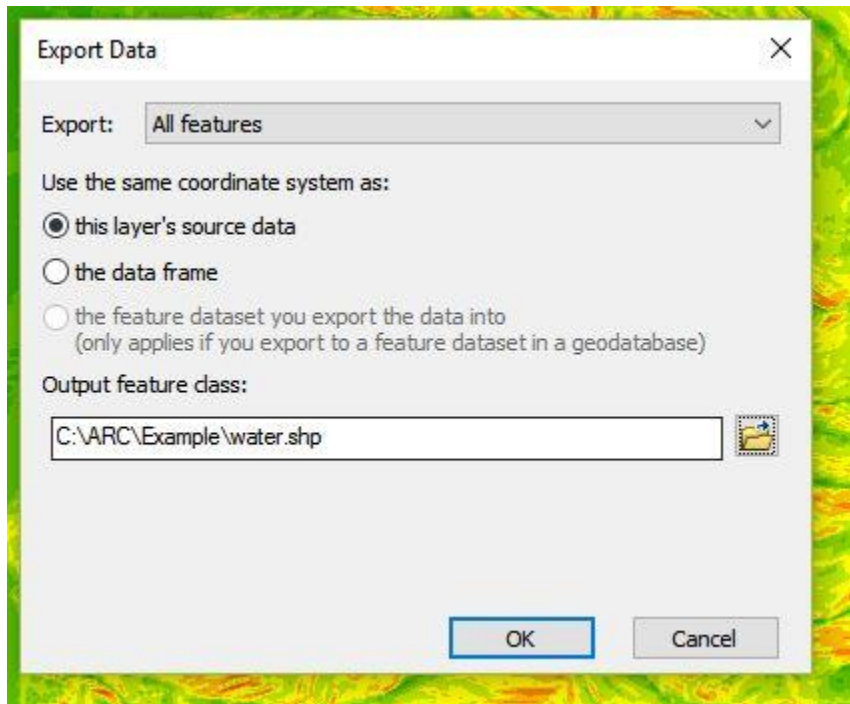 Export Data
Export: All features
Use the same coordinate system as:
this layer's source data
the data frame
the feature dataset you export the data into
(only applies if you export to a feature dataset in a geodatabase)
Output feature class:
C:\ARC\Example\water.shp
OK Cancel